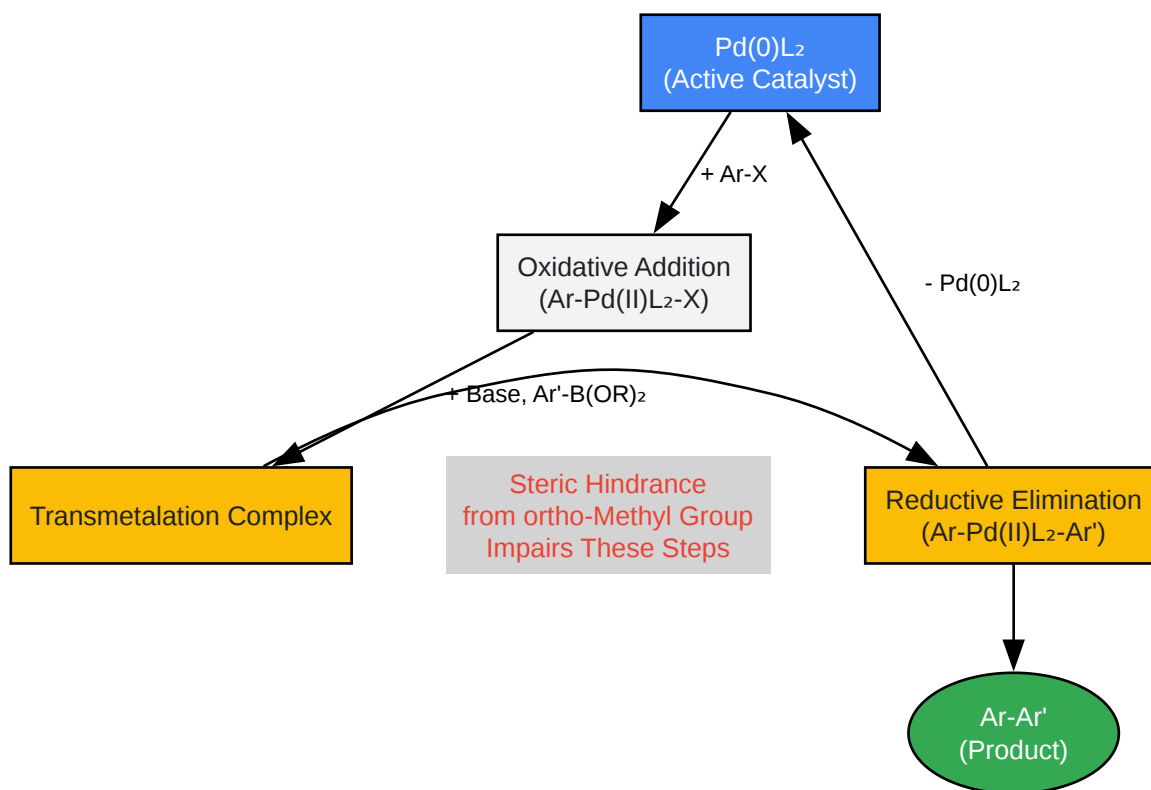 Pd(0)L₂
(Active Catalyst)
+ Ar-X
Oxidative Addition
(Ar-Pd(II)L₂-X)
- Pd(0)L₂
+ Base, Ar'-B(OR)₂
Transmetalation Complex
Steric Hindrance
from ortho-Methyl Group
Impairs These Steps
Reductive Elimination
(Ar-Pd(II)L₂-Ar')
Ar-Ar'
(Product)